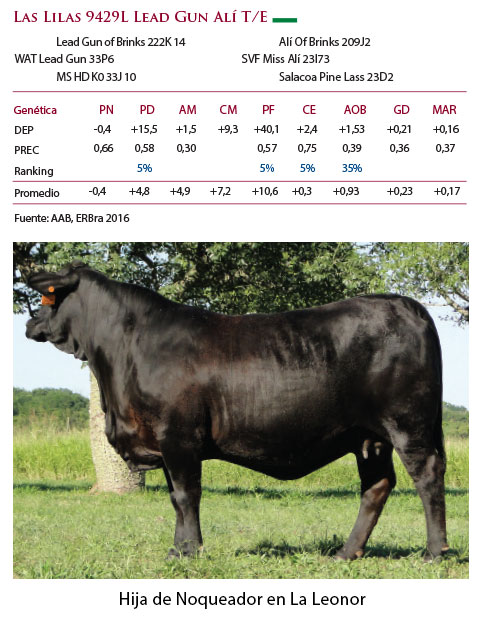 Las Lilas 9429L Lead Gun Alí T/E
Lead Gun of Brinks 222K 14 Alí Of Brinks 209J2
WAT Lead Gun 33P6 SVF Miss Alí 23I73
MS HD K0 33J 10 Salacoa Pine Lass 23D2
Genética PN PD AM CM PF CE AOB GD MAR
DEP -0,4 +15,5 +1,5 +9,3 +40,1 +2,4 +1,53 +0,21 +0,16
PREC 0,66 0,58 0,30 0,57 0,75 0,39 0,36 0,37
Ranking 5% 5% 5% 35%
Promedio -0,4 +4,8 +4,9 +7,2 +10,6 +0,3 +0,93 +0,23 +0,17
Fuente: AAB, ERBra 2016
Hija de Noqueador en La Leonor